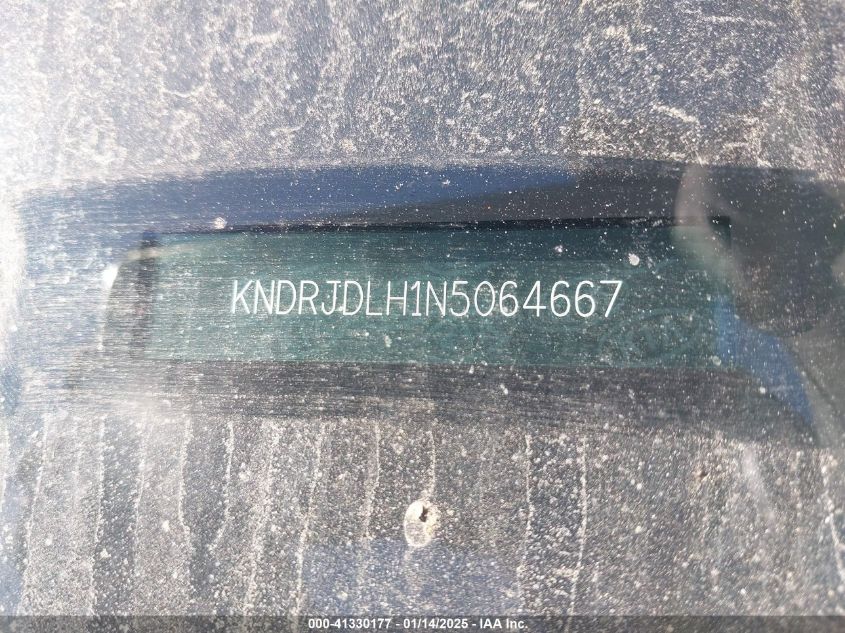 KNDRJDLH1N5064667
000-41330177 - 01/14/2025 - IAA Inc.